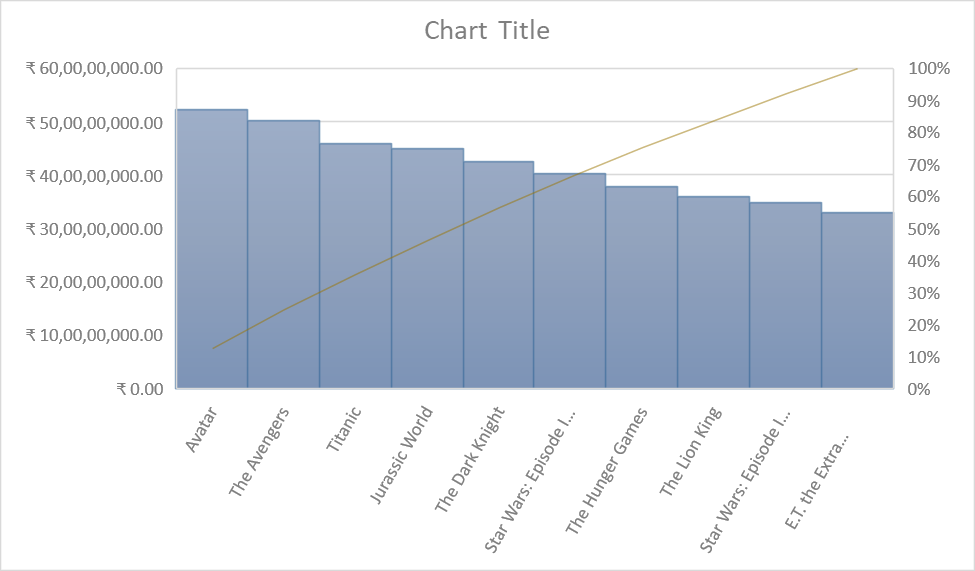 Chart Title
₹ 60,00,00,000.00
₹ 50,00,00,000.00
₹ 40,00,00,000.00
₹ 30,00,00,000.00
₹ 20,00,00,000.00
₹ 10,00,00,000.00
₹ 0.00
100%
90%
80%
70%
60%
50%
40%
30%
20%
10%
0%
Avatar
The Avengers
Titanic
Jurassic World
The Dark Knight
Star Wars: Episode I...
The Hunger Games
The Lion King
Star Wars: Episode I...
E.T. the Extra...